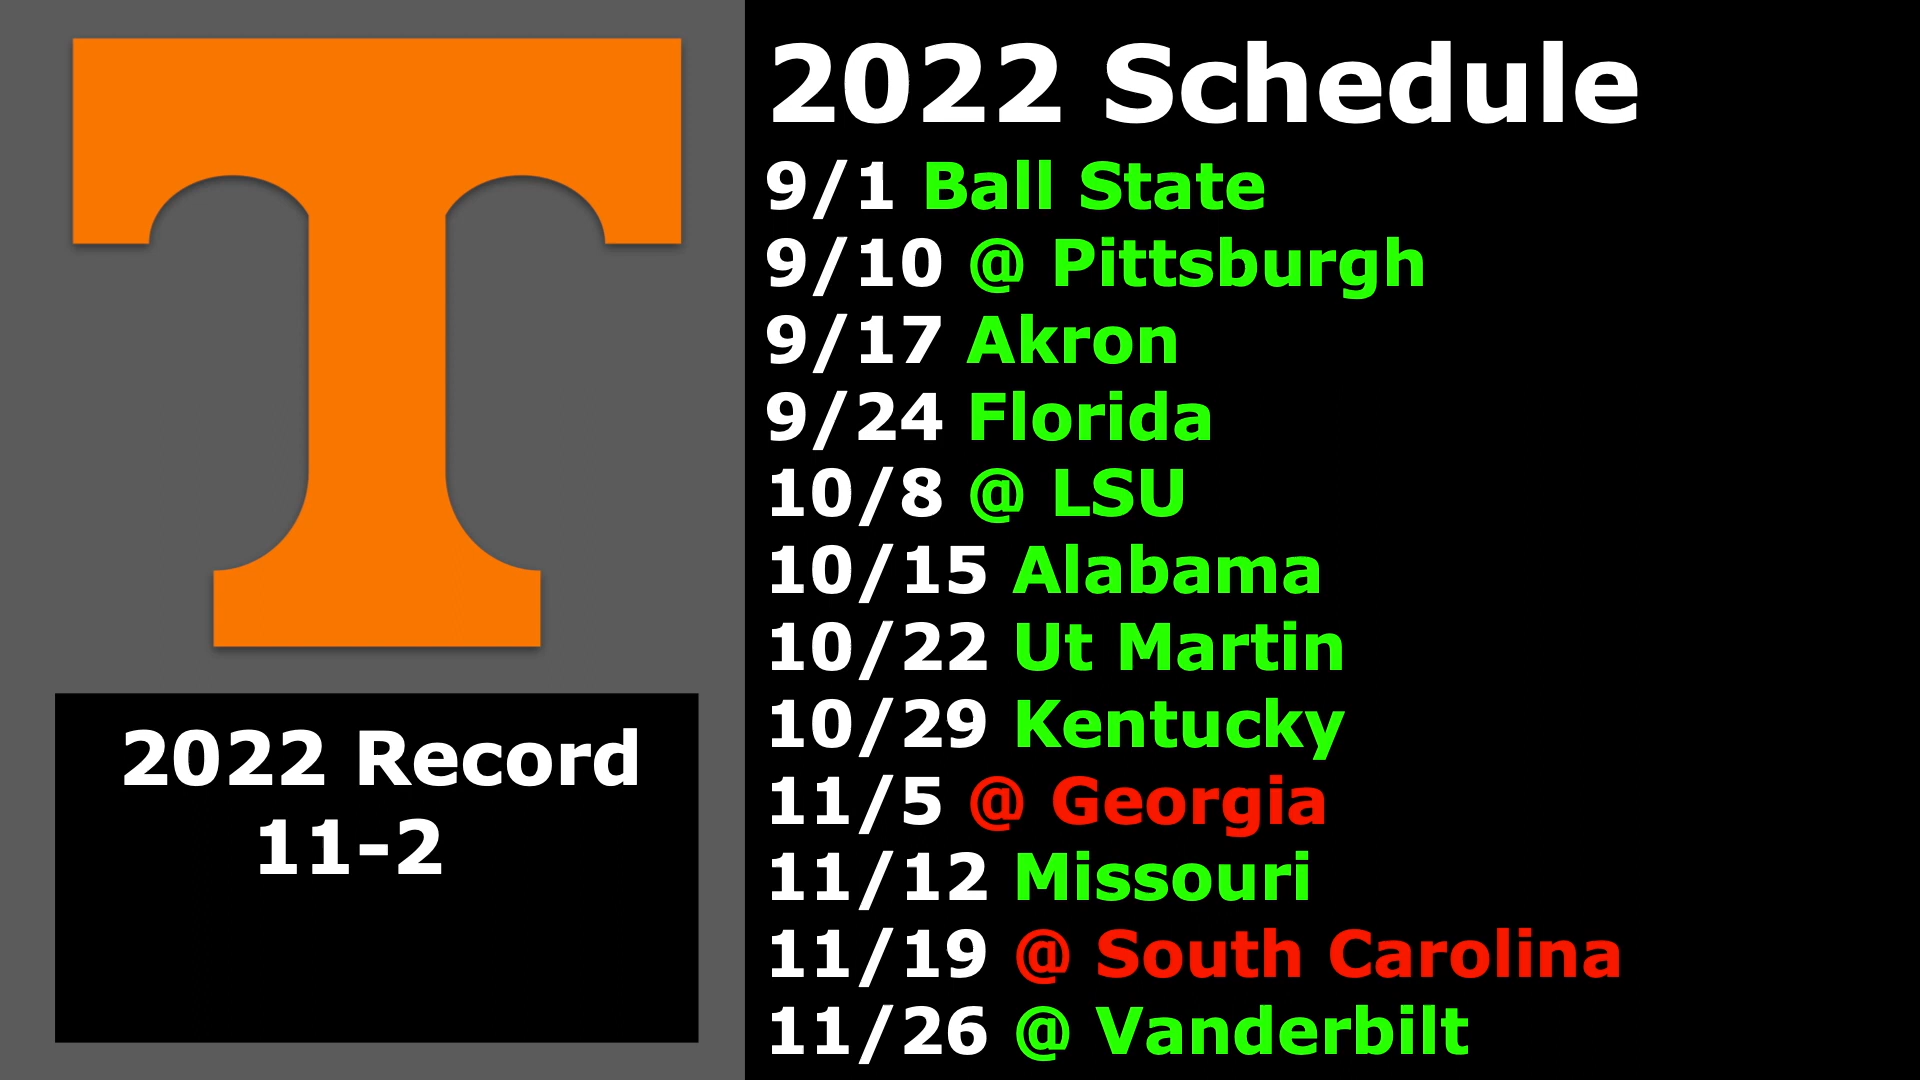 T
2022 Record
11-2
2022 Schedule
9/1 Ball State
9/10 @ Pittsburgh
9/17 Akron
9/24 Florida
10/8 @ LSU
10/15 Alabama
10/22 Ut Martin
10/29 Kentucky
11/5 @ Georgia
11/12 Missouri
11/19 @ South Carolina
11/26 @ Vanderbilt